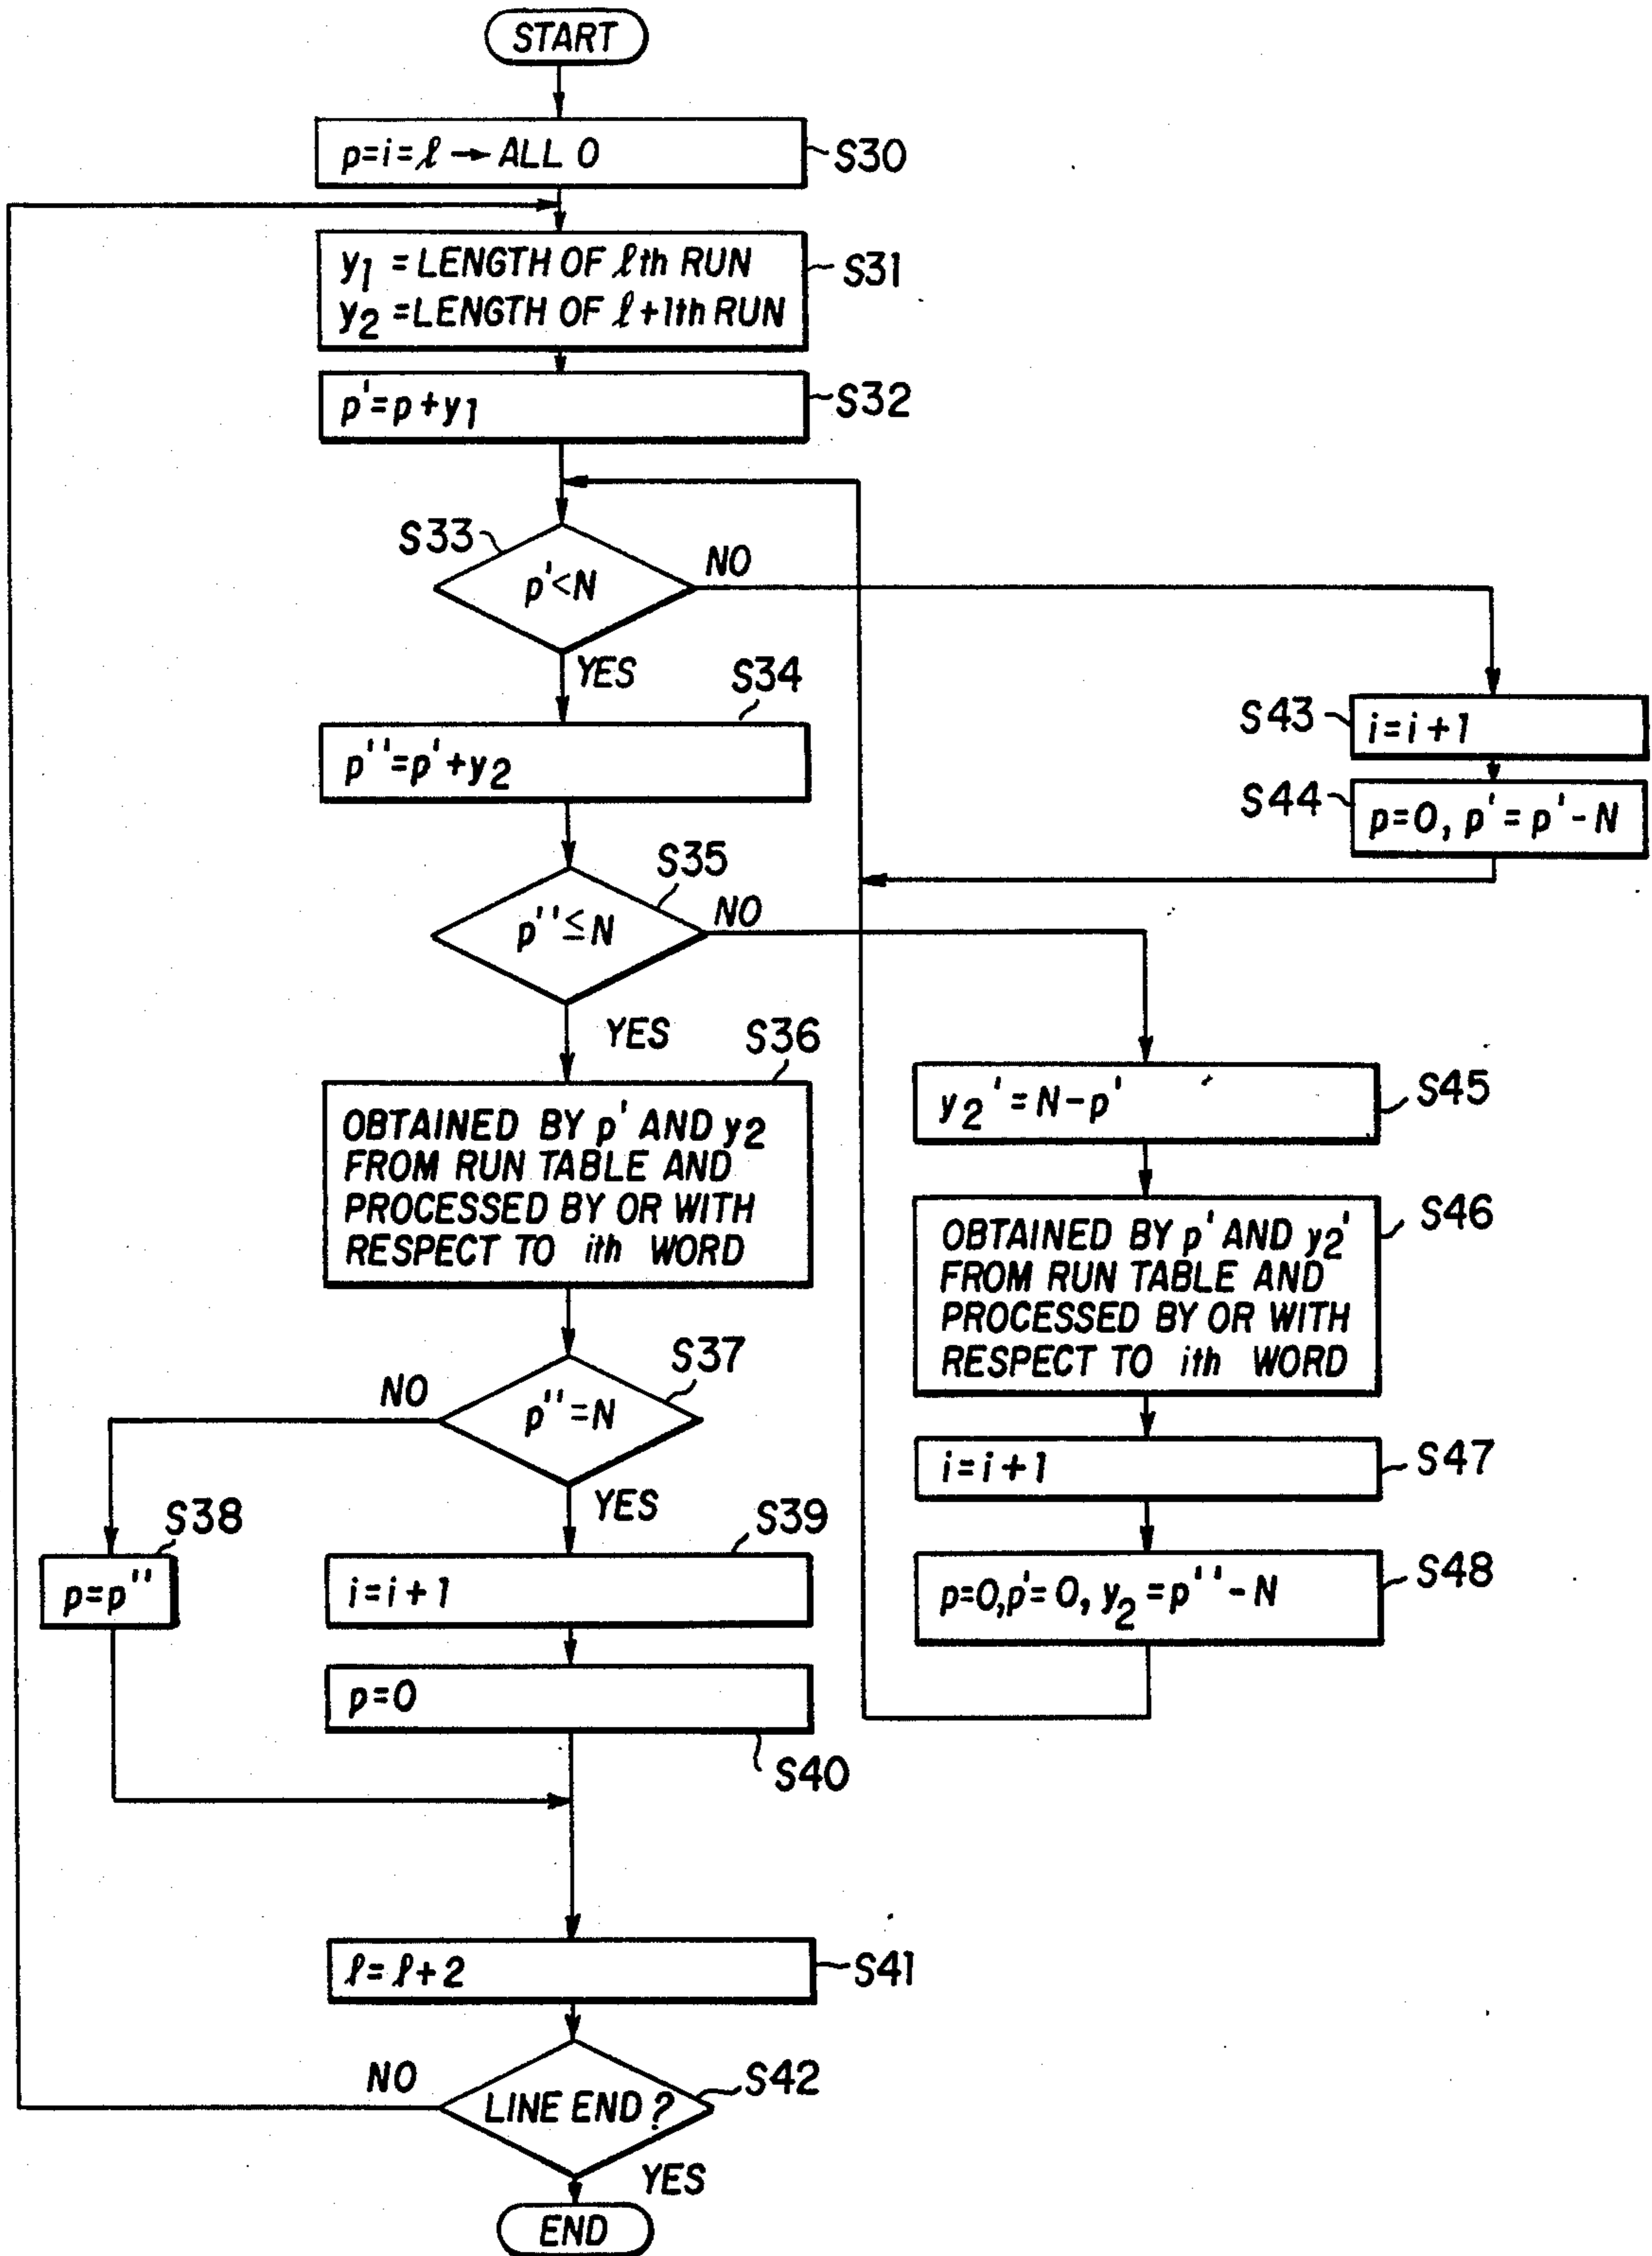 START
p=i=ℓ→ALL 0
S30
y1 = LENGTH OF ℓth RUN
y2 =LENGTH OF ℓ+1th RUN
S31
p'=p+y1
S32
S33
p'<N
NO
YES
S34
p''=p'+y2
S43
i=i+1
S44
p=0, p'=p'-N
S35
p''≤N
NO
YES
S36
OBTAINED BY p' AND y2
FROM RUN TABLE AND
PROCESSED BY OR WITH
RESPECT TO ith WORD
y2'=N-p'
S45
OBTAINED BY p' AND y2'
FROM RUN TABLE AND
PROCESSED BY OR WITH
RESPECT TO ith WORD
S46
S37
p''=N
NO
YES
i=i+1
S47
S38
p=p''
S39
i=i+1
p=0,p'=0, y2=p''-N
S48
p=0
S40
ℓ=ℓ+2
S41
LINE END?
S42
NO
YES
END